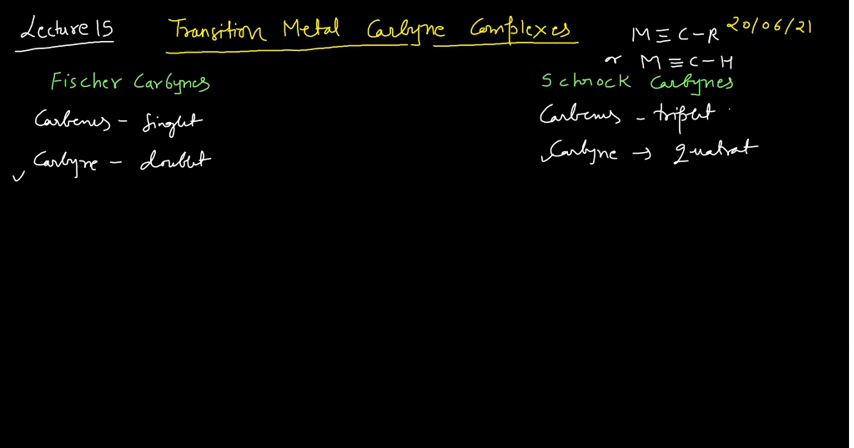 Lecture 15 Transition Metal Carbyne Complexes 20/06/21
M≡C-R
or M≡C-H
Fischer Carbynes Schrock Carbynes
Carbenes - singlet Carbenes - triplet
✓ Carbyne - doublet ✓ Carbyne → quatrat